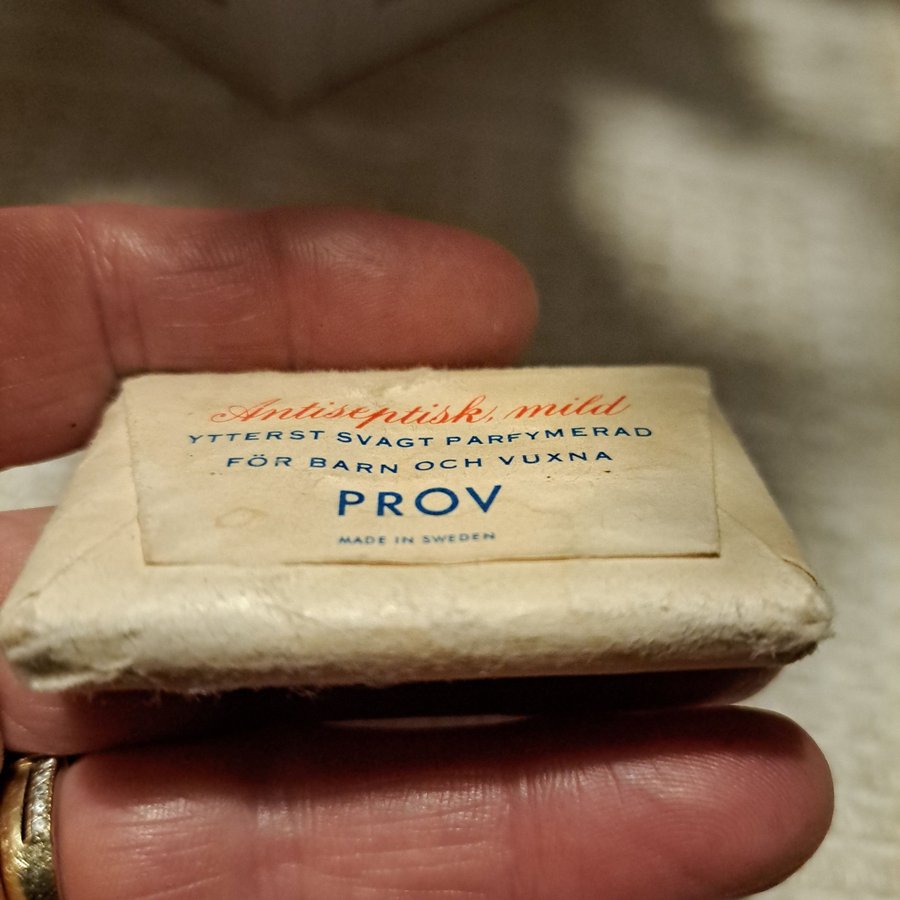 Antiseptisk, mild
YTTERST SVAGT PARFYMERAD
FÖR BARN OCH VUXNA
PROV
MADE IN SWEDEN